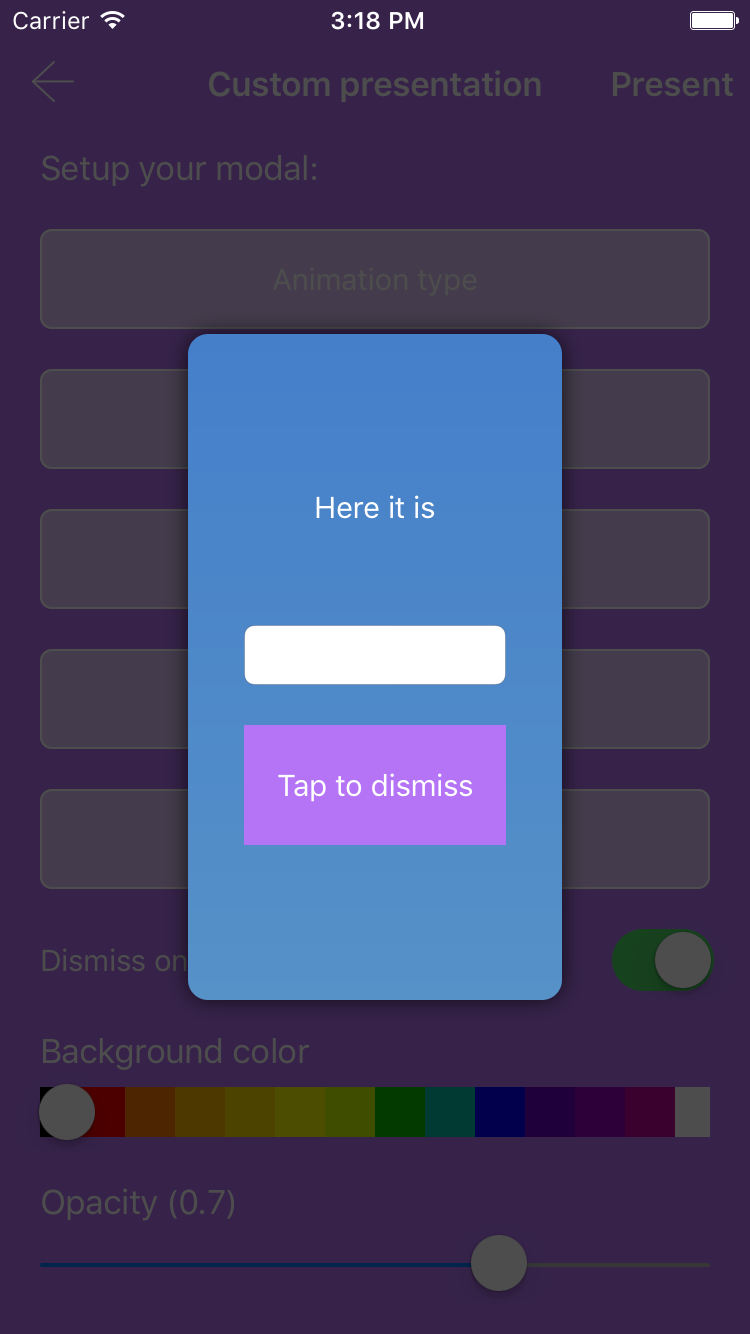 Carrier 3:18 PM
Custom presentation Present
Setup your modal:
Animation type
Here it is
Tap to dismiss
Dismiss on
Background color
Opacity (0.7)